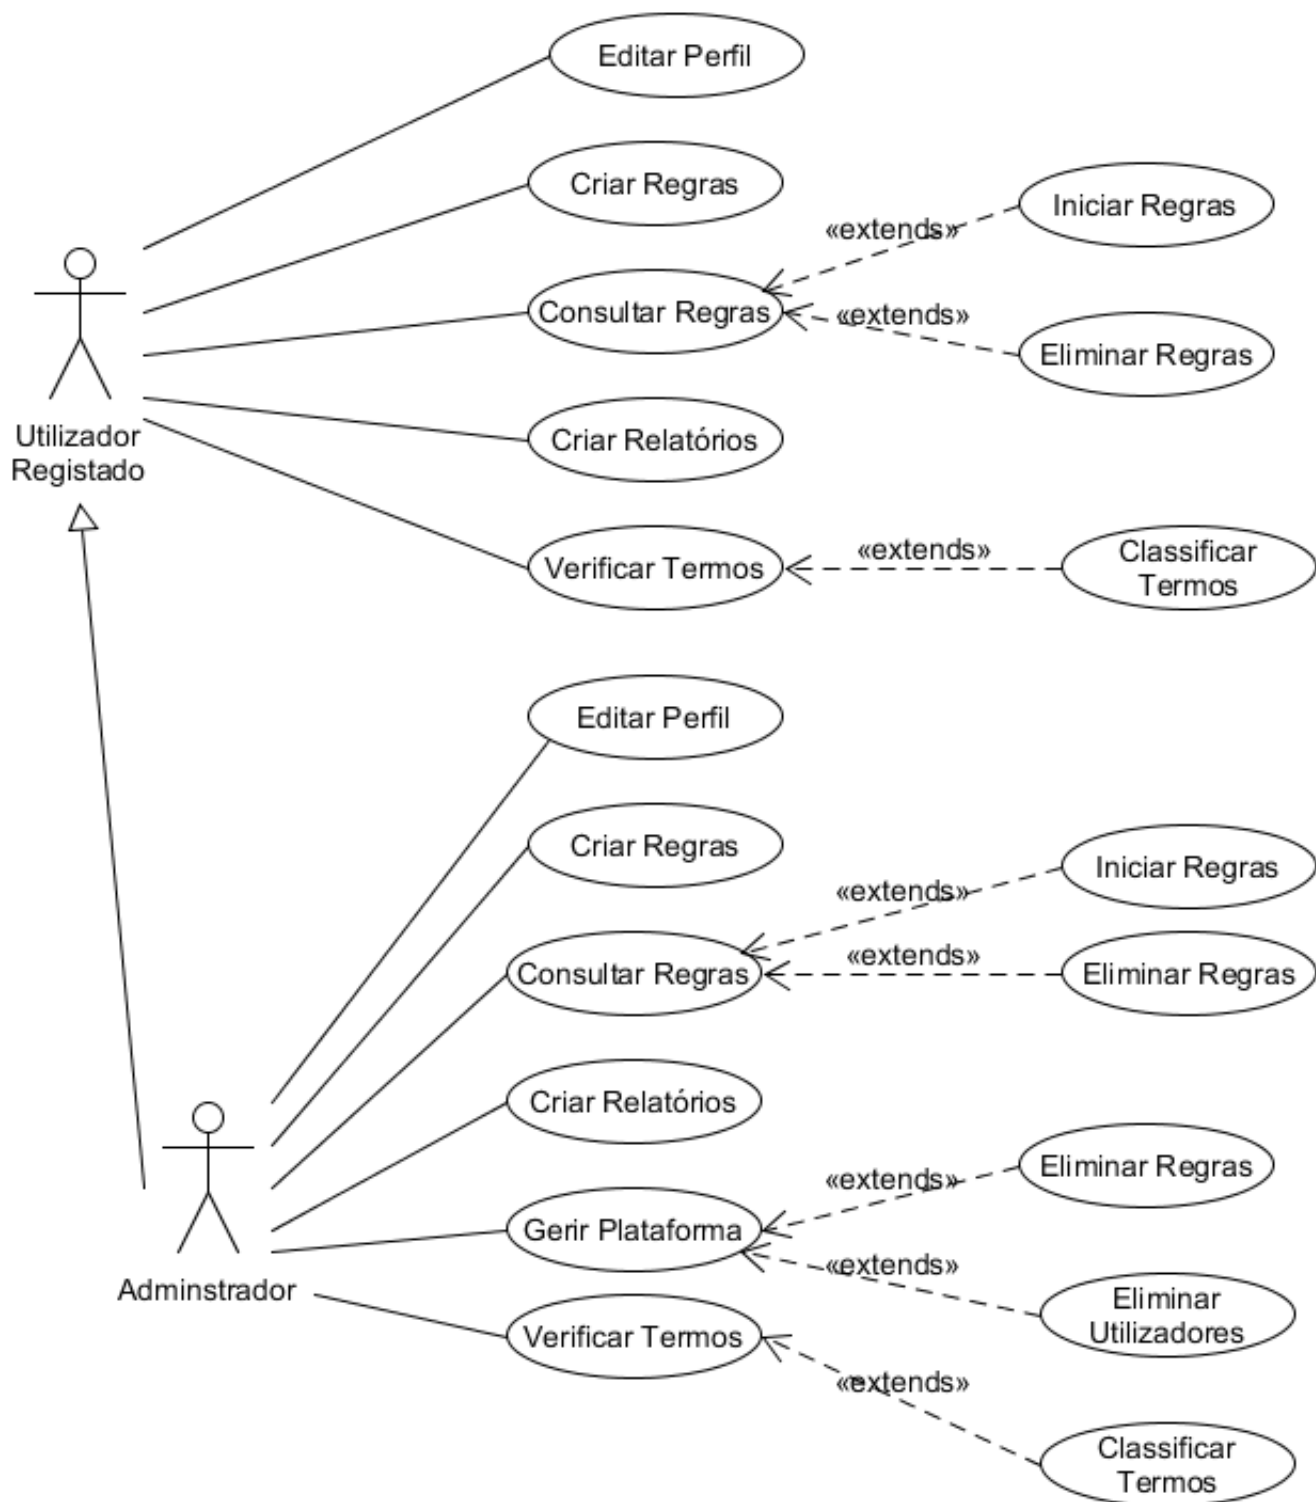 Editar Perfil
Criar Regras
Iniciar Regras
«extends»
Consultar Regras
«extends»
Eliminar Regras
Utilizador
Registado
Criar Relatórios
Verificar Termos
«extends»
Classificar
Termos
Editar Perfil
Criar Regras
Iniciar Regras
«extends»
Consultar Regras
«extends»
Eliminar Regras
Criar Relatórios
Eliminar Regras
«extends»
Gerir Plataforma
«extends»
Eliminar
Utilizadores
Adminstrador
Verificar Termos
«extends»
Classificar
Termos